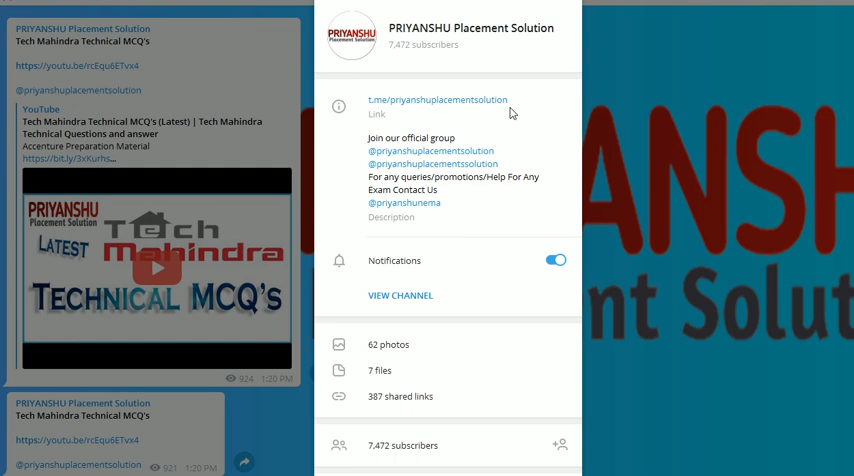 PRIYANSHU Placement Solution
Tech Mahindra Technical MCQ's
https://youtu.be/rcEqu6ETvx4
@priyanshuplacementsolution
YouTube
Tech Mahindra Technical MCQ's (Latest) | Tech Mahindra
Technical Questions and answer
Accenture Preparation Material
https://bit.ly/3xKurhs...
PRIYANSHU
Placement Solution
Tech
Mahindra
LATEST
TECHNICAL MCQ'S
924 1:20 PM
PRIYANSHU Placement Solution
Tech Mahindra Technical MCQ's
https://youtu.be/rcEqu6ETvx4
@priyanshuplacementsolution 921 1:20 PM
PRIYANSHU
Placement Solution
PRIYANSHU Placement Solution
7,472 subscribers
t.me/priyanshuplacementsolution
Link
Join our official group
@priyanshuplacementsolution
@priyanshuplacementssolution
For any queries/promotions/Help For Any
Exam Contact Us
@priyanshunema
Description
Notifications
VIEW CHANNEL
62 photos
7 files
387 shared links
7,472 subscribers
ANSH
nt Solut